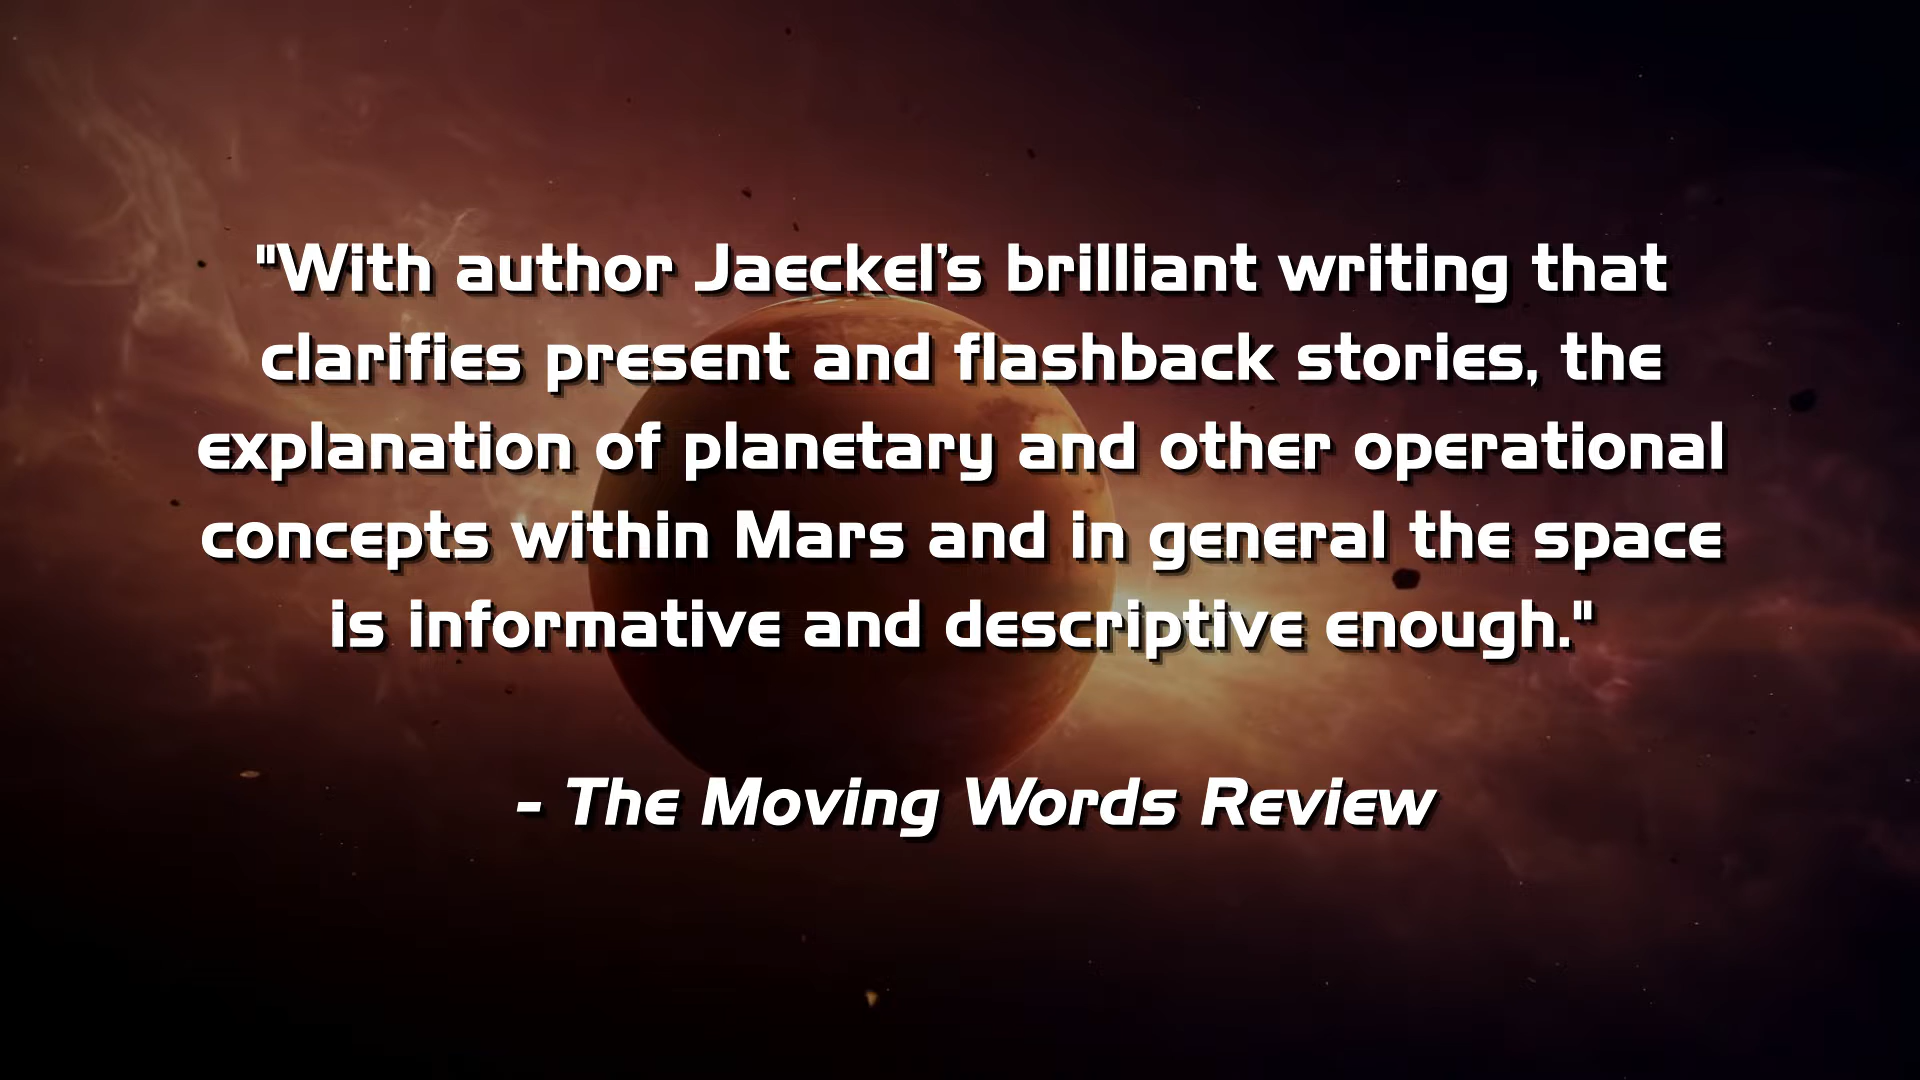 "With author Jaeckel's brilliant writing that
clarifies present and flashback stories, the
explanation of planetary and other operational
concepts within Mars and in general the space
is informative and descriptive enough."
- The Moving Words Review